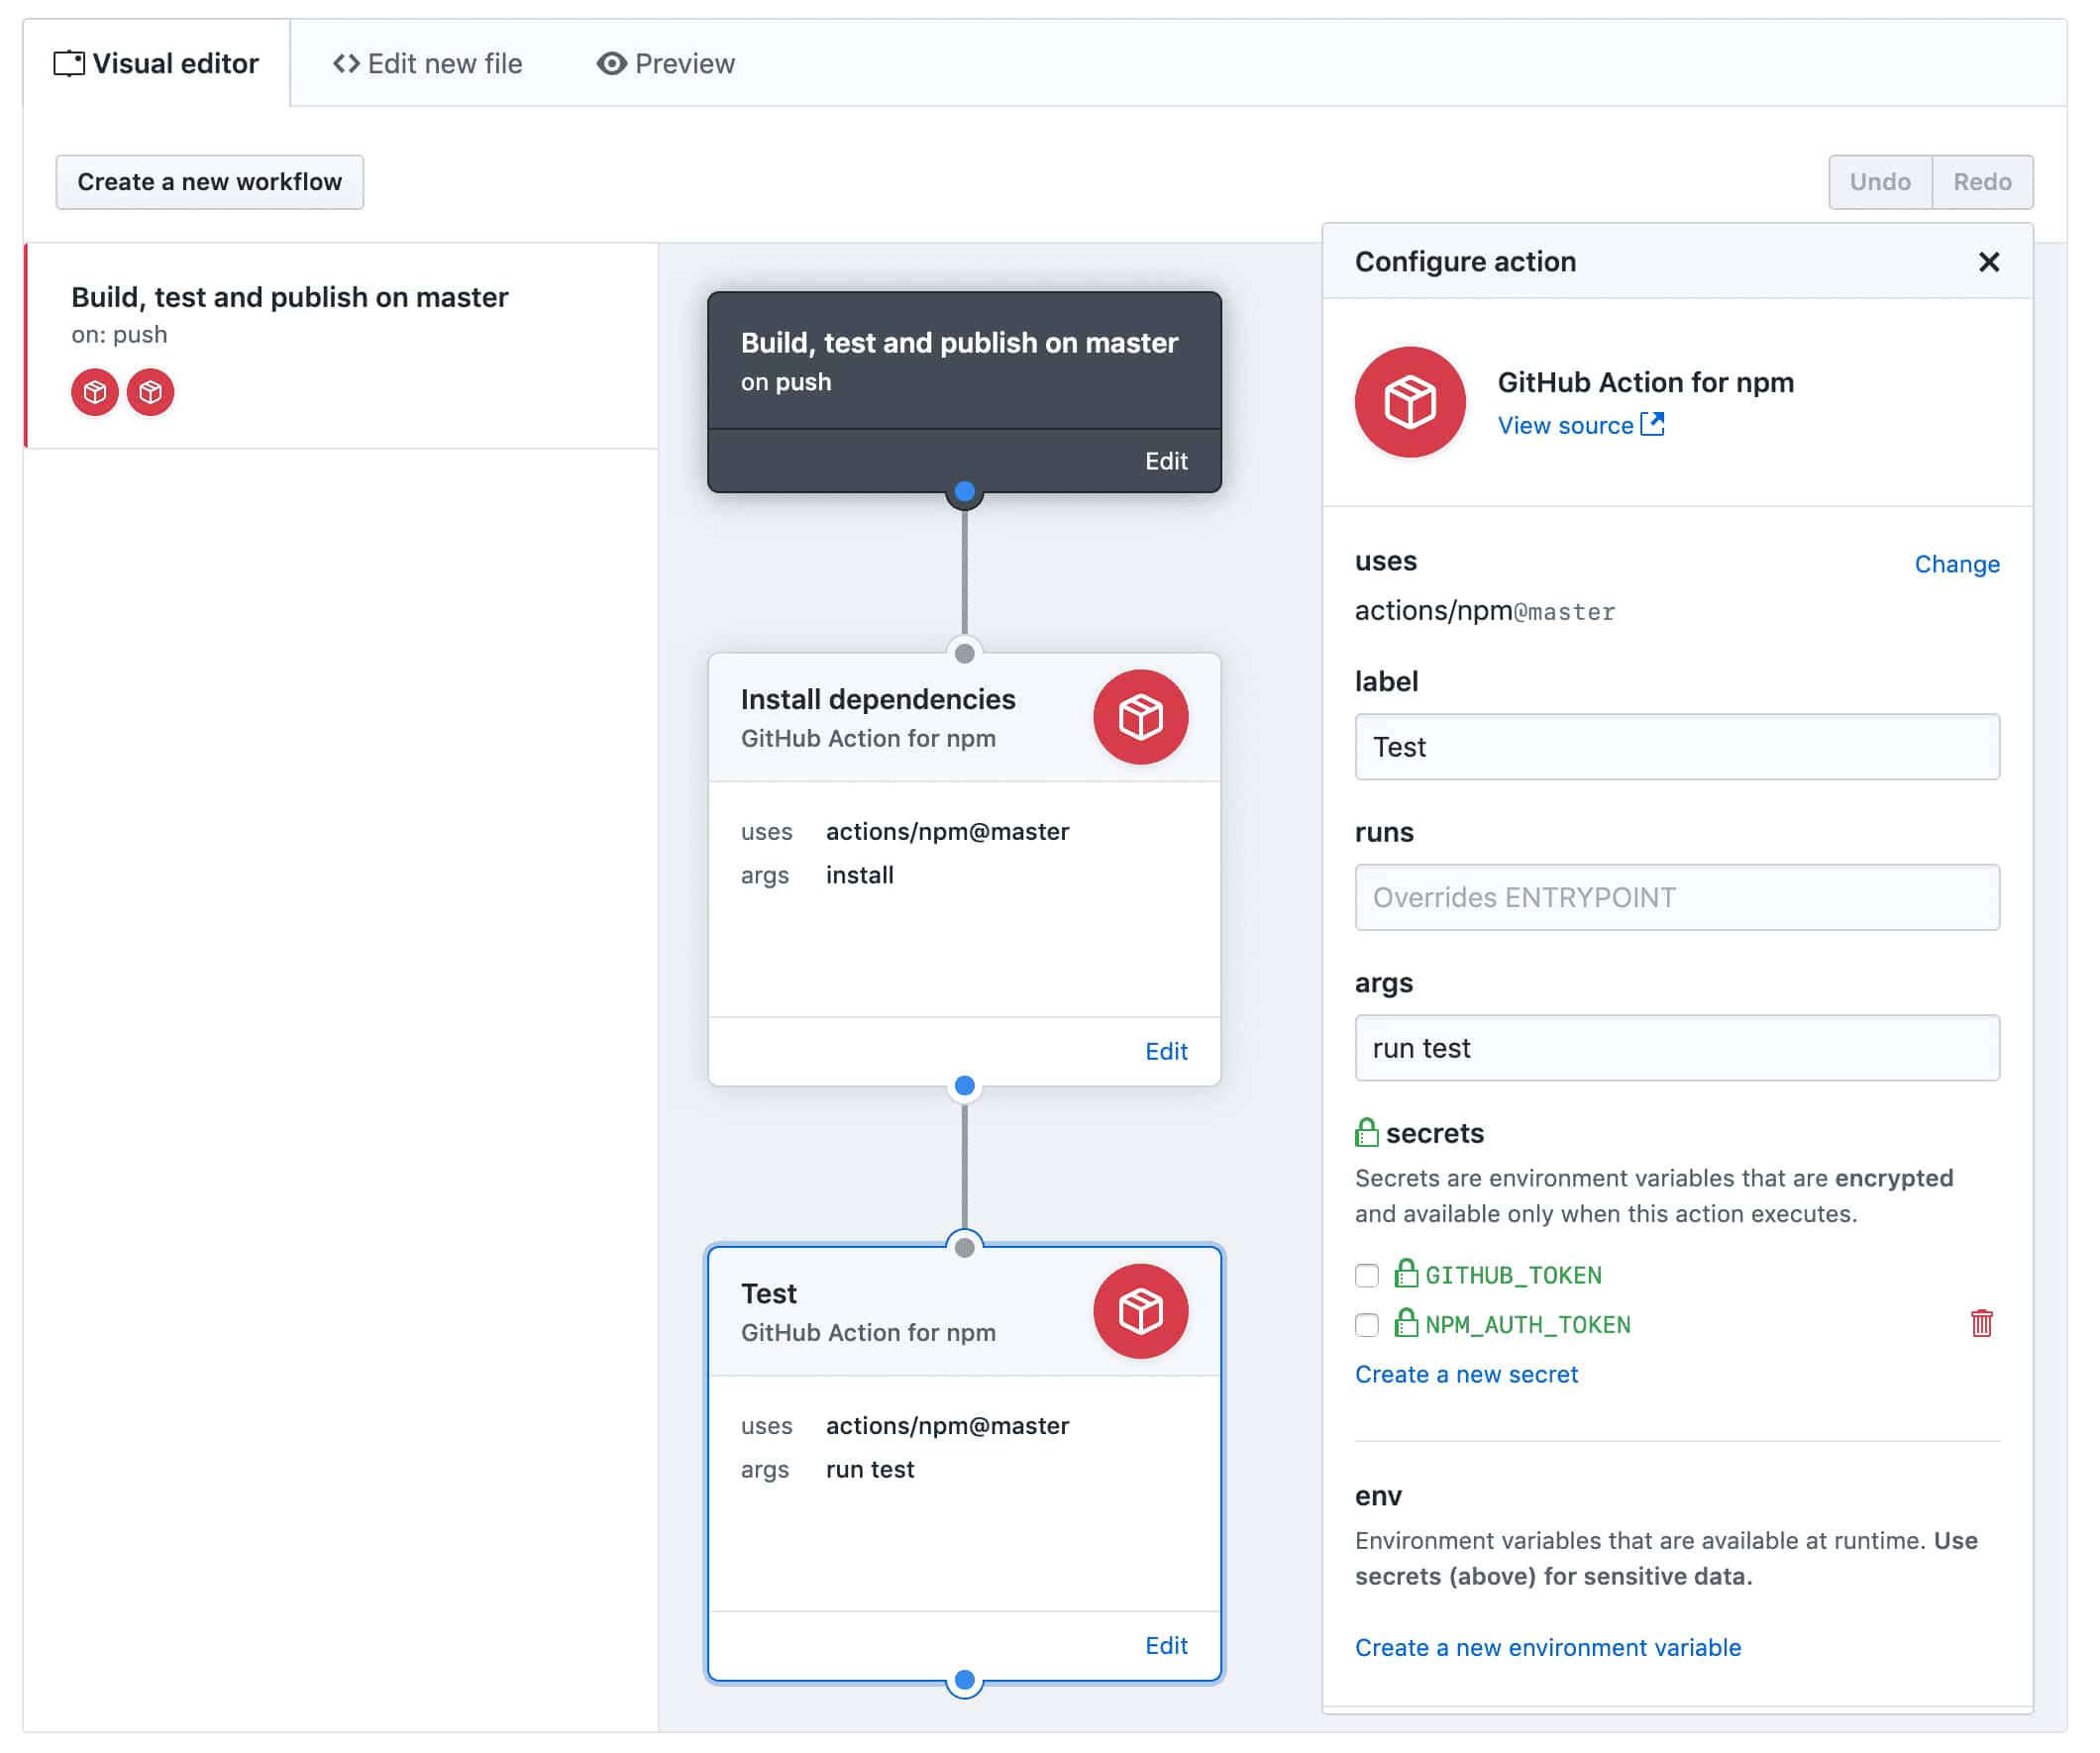 Visual editor
Edit new file
Preview
Create a new workflow
Undo
Redo
Build, test and publish on master
on: push
Build, test and publish on master
on push
Edit
Install dependencies
GitHub Action for npm
uses actions/npm@master
args install
Edit
Test
GitHub Action for npm
uses actions/npm@master
args run test
Edit
Configure action
GitHub Action for npm
View source
uses
Change
actions/npm@master
label
Test
runs
Overrides ENTRYPOINT
args
run test
secrets
Secrets are environment variables that are encrypted
and available only when this action executes.
GITHUB_TOKEN
NPM_AUTH_TOKEN
Create a new secret
env
Environment variables that are available at runtime. Use
secrets (above) for sensitive data.
Create a new environment variable